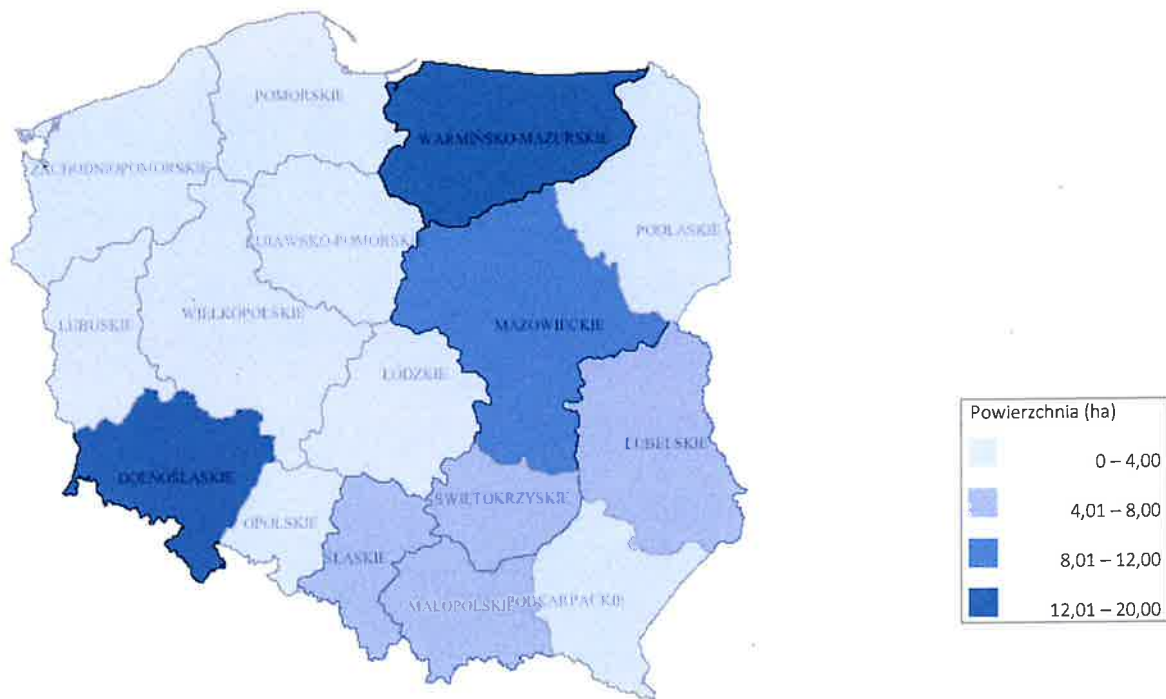 POMORSKIE
WARMIŃSKO-MAZURSKIE
ZACHODNIOPOMORSKIE
KUJAWSKO-POMORSK
PODLASKIE
WIELKOPOLSKIE
LUBUSKIE
MAZOWIECKIE
ŁÓDZKIE
LUBELSKIE
DOLNOŚLĄSKIE
ŚWIĘTOKRZYSKIE
OPOLSKIE
ŚLĄSKIE
MAŁOPOLSKIE
PODKARPACKIE
Powierzchnia (ha)
0 – 4,00
4,01 – 8,00
8,01 – 12,00
12,01 – 20,00